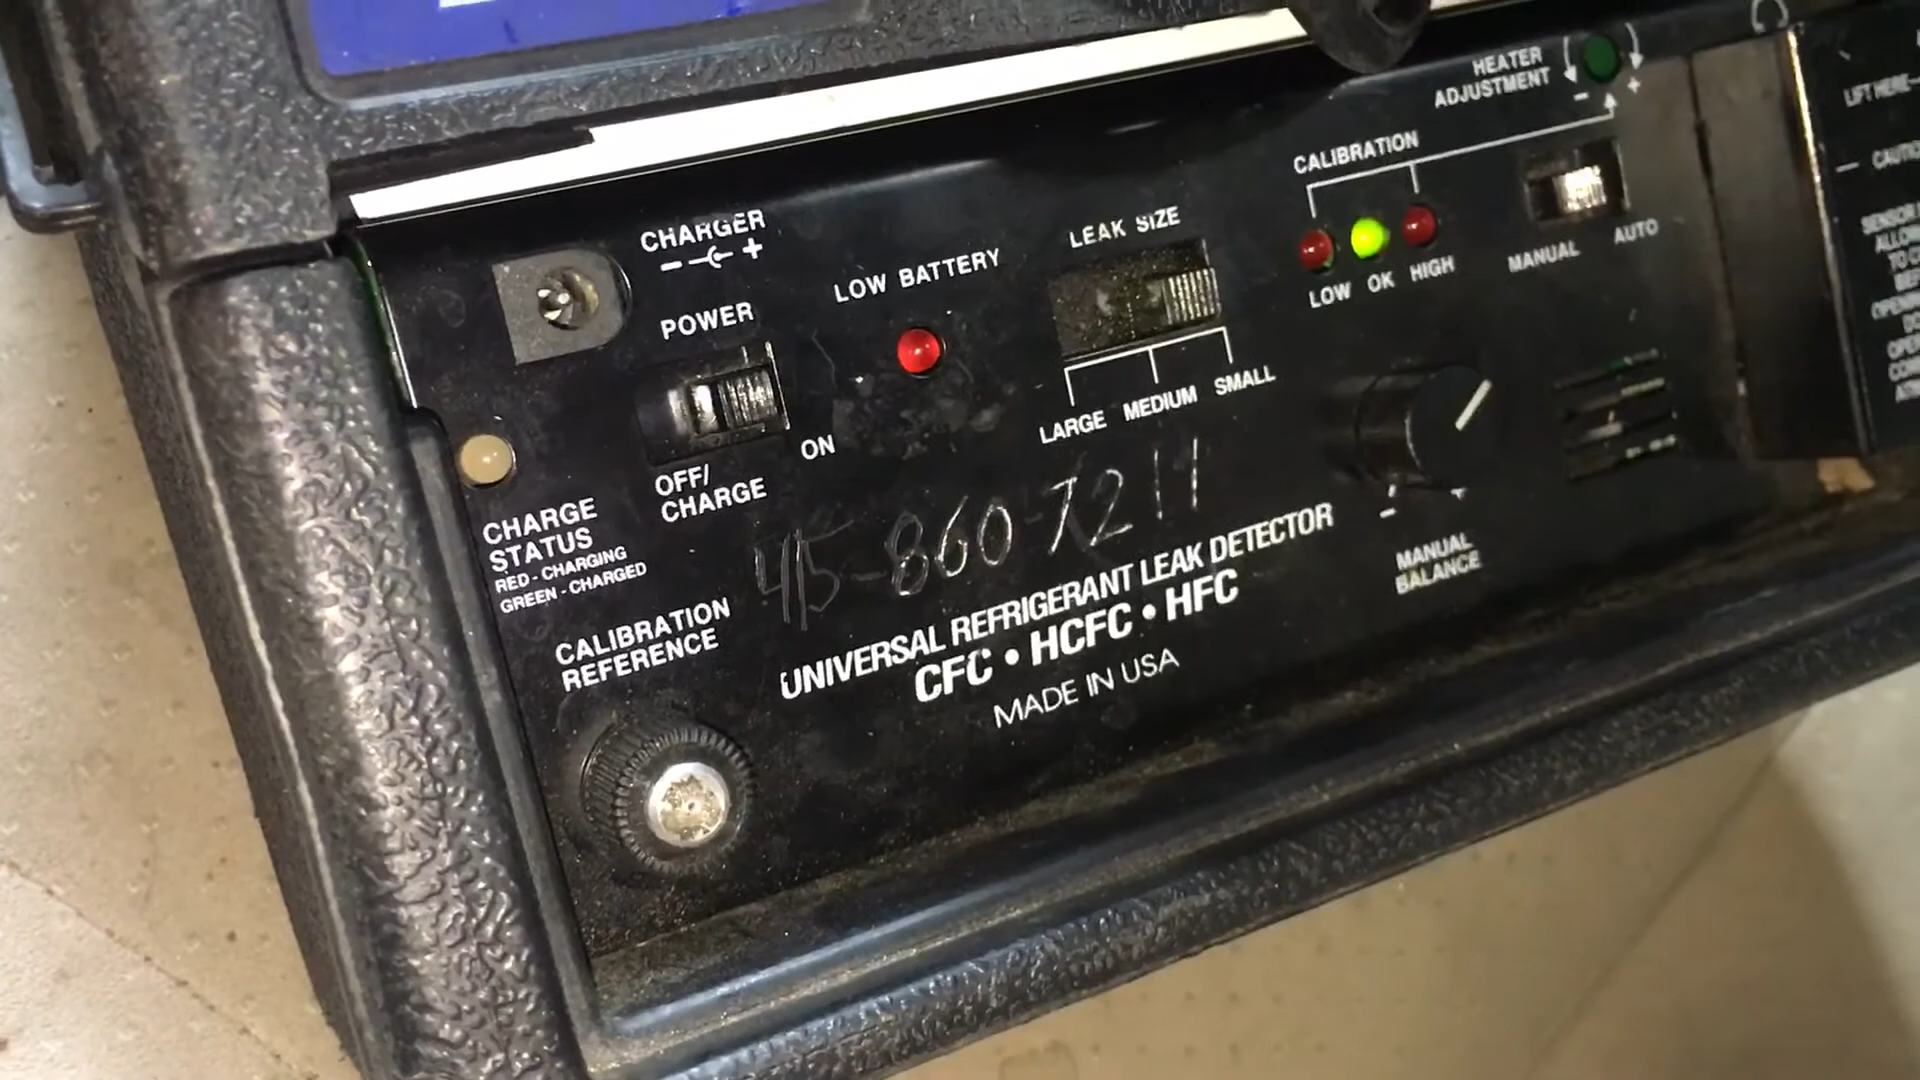 CHARGER
- +
POWER
OFF/
CHARGE
ON
LOW BATTERY
LEAK SIZE
LARGE MEDIUM SMALL
CALIBRATION
LOW OK HIGH
HEATER
ADJUSTMENT
- +
MANUAL AUTO
CHARGE
STATUS
RED - CHARGING
GREEN - CHARGED
CALIBRATION
REFERENCE
415-860-7211
UNIVERSAL REFRIGERANT LEAK DETECTOR
CFC • HCFC • HFC
MADE IN USA
- +
MANUAL
BALANCE
LIFT HERE